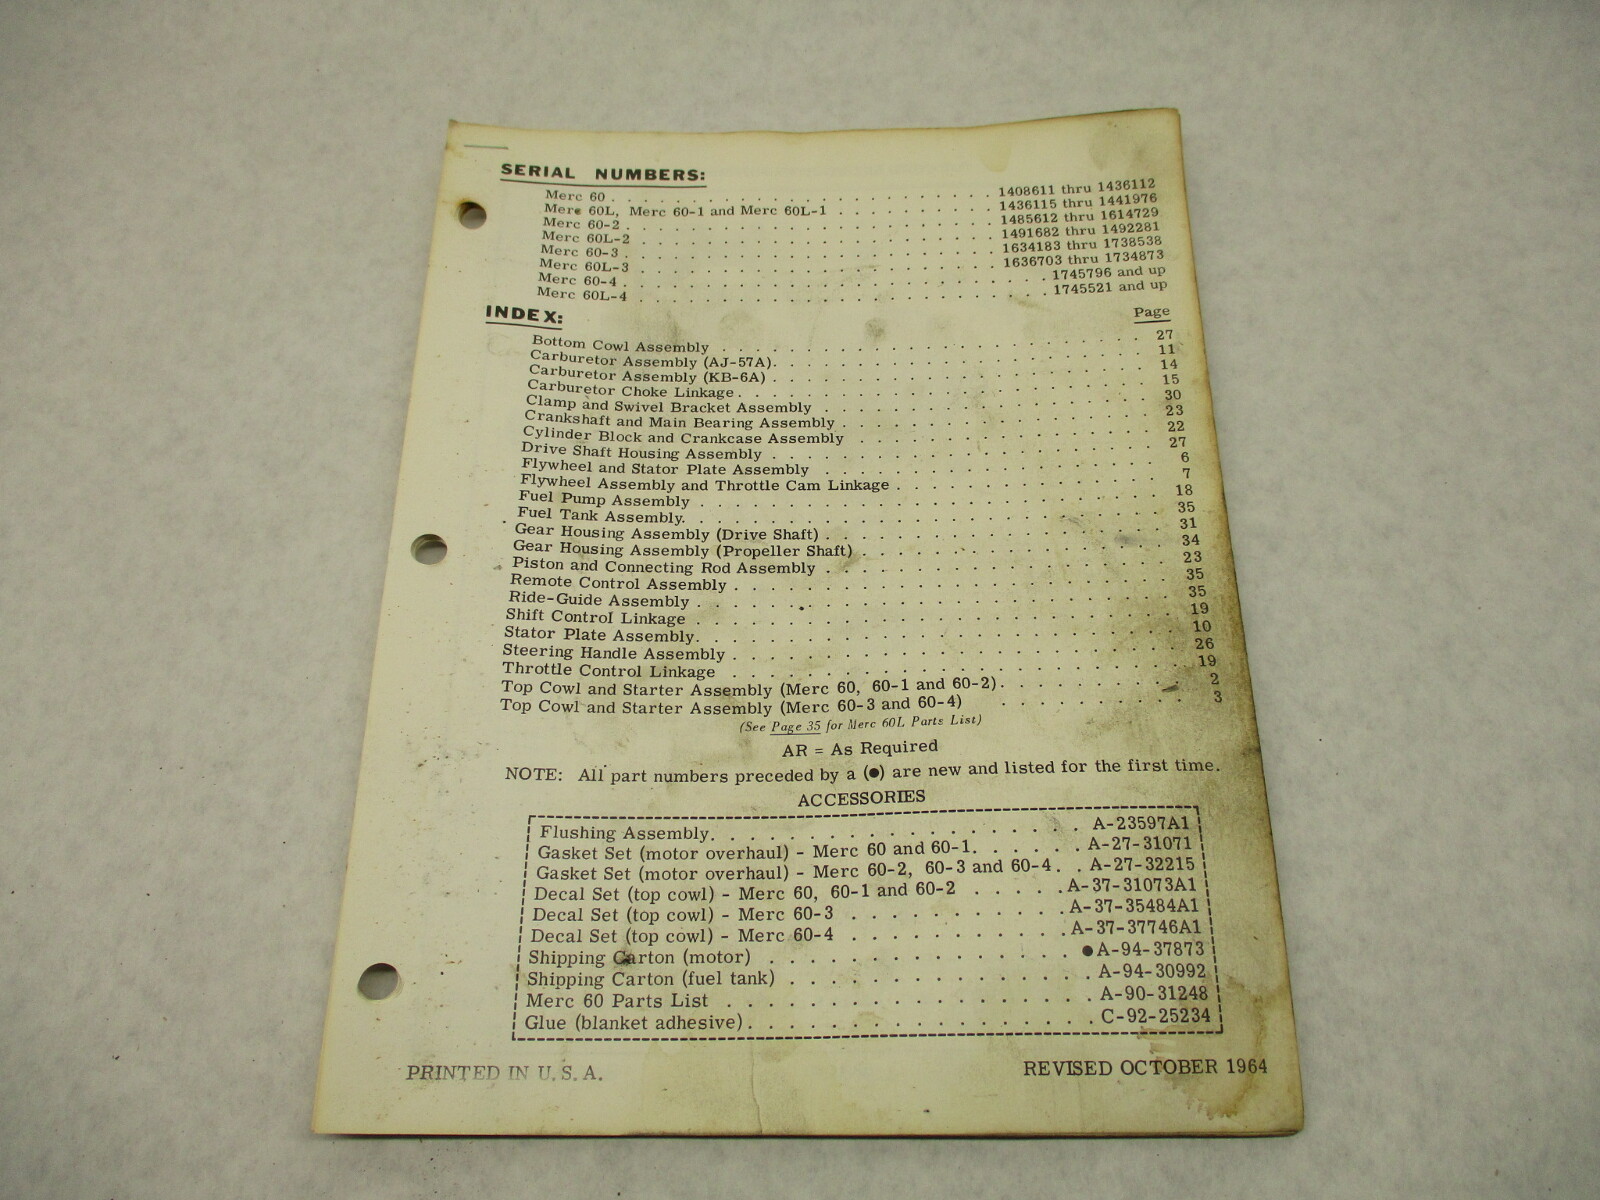 SERIAL NUMBERS:
Merc 60 . . . . . . . . . . . . . . . . . . . . . . . 1408611 thru 1436112
Merc 60L, Merc 60-1 and Merc 60L-1 . . . . . . . . . . 1436115 thru 1441976
Merc 60-2 . . . . . . . . . . . . . . . . . . . . . . 1485612 thru 1614729
Merc 60L-2 . . . . . . . . . . . . . . . . . . . . . 1491682 thru 1492281
Merc 60-3 . . . . . . . . . . . . . . . . . . . . . . 1634183 thru 1738538
Merc 60L-3 . . . . . . . . . . . . . . . . . . . . . 1636703 thru 1734873
Merc 60-4 . . . . . . . . . . . . . . . . . . . . . . 1745796 and up
Merc 60L-4 . . . . . . . . . . . . . . . . . . . . . 1745521 and up
INDEX: Page
Bottom Cowl Assembly . . . . . . . . . . . . . . . . 27
Carburetor Assembly (AJ-57A). . . . . . . . . . . . . 11
Carburetor Assembly (KB-6A) . . . . . . . . . . . . . 14
Carburetor Choke Linkage . . . . . . . . . . . . . . 15
Clamp and Swivel Bracket Assembly . . . . . . . . . . 30
Crankshaft and Main Bearing Assembly . . . . . . . . 23
Cylinder Block and Crankcase Assembly . . . . . . . . 22
Drive Shaft Housing Assembly . . . . . . . . . . . . 27
Flywheel and Stator Plate Assembly . . . . . . . . . 6
Flywheel Assembly and Throttle Cam Linkage . . . . . 7
Fuel Pump Assembly . . . . . . . . . . . . . . . . . 18
Fuel Tank Assembly. . . . . . . . . . . . . . . . . . 35
Gear Housing Assembly (Drive Shaft) . . . . . . . . . 31
Gear Housing Assembly (Propeller Shaft) . . . . . . . 34
Piston and Connecting Rod Assembly . . . . . . . . . 23
Remote Control Assembly . . . . . . . . . . . . . . . 35
Ride-Guide Assembly . . . . . . . . . . . . . . . . . 35
Shift Control Linkage . . . . . . . . . . . . . . . . 19
Stator Plate Assembly. . . . . . . . . . . . . . . . 10
Steering Handle Assembly . . . . . . . . . . . . . . 26
Throttle Control Linkage . . . . . . . . . . . . . . 19
Top Cowl and Starter Assembly (Merc 60, 60-1 and 60-2). . . . . . . . 2
Top Cowl and Starter Assembly (Merc 60-3 and 60-4) . . . . . . . . . 3
(See Page 35 for Merc 60L Parts List)
AR = As Required
NOTE: All part numbers preceded by a (●) are new and listed for the first time.
ACCESSORIES
Flushing Assembly. . . . . . . . . . . . . . . . . . A-23597A1
Gasket Set (motor overhaul) - Merc 60 and 60-1. . . . . . A-27-31071
Gasket Set (motor overhaul) - Merc 60-2, 60-3 and 60-4. . A-27-32215
Decal Set (top cowl) - Merc 60, 60-1 and 60-2 . . . . . A-37-31073A1
Decal Set (top cowl) - Merc 60-3 . . . . . . . . . . . A-37-35484A1
Decal Set (top cowl) - Merc 60-4 . . . . . . . . . . . A-37-37746A1
Shipping Carton (motor) . . . . . . . . . . . . . . . ●A-94-37873
Shipping Carton (fuel tank) . . . . . . . . . . . . . . A-94-30992
Merc 60 Parts List . . . . . . . . . . . . . . . . . . A-90-31248
Glue (blanket adhesive) . . . . . . . . . . . . . . . . C-92-25234
PRINTED IN U.S.A. REVISED OCTOBER 1964